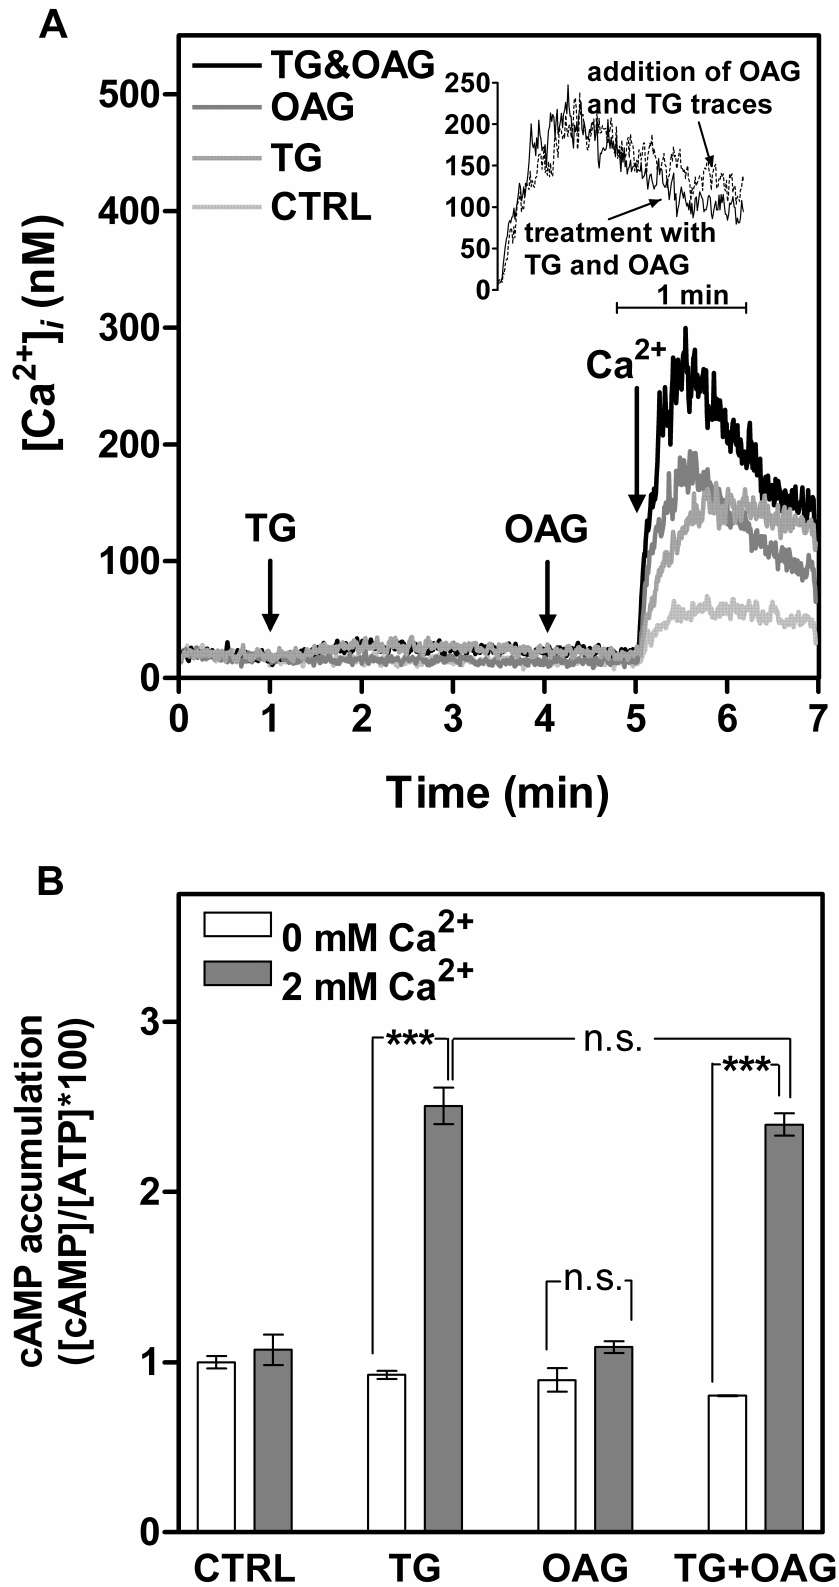 A
TG&OAG
OAG
TG
CTRL
500
400
300
200
100
0
[Ca2+]i (nM)
250
200
150
100
50
0
addition of OAG
and TG traces
treatment with
TG and OAG
1 min
Ca2+
TG
OAG
0 1 2 3 4 5 6 7
Time (min)
B
0 mM Ca2+
2 mM Ca2+
3
2
1
0
cAMP accumulation
([cAMP]/[ATP]*100)
*** n.s. ***
n.s.
CTRL TG OAG TG+OAG